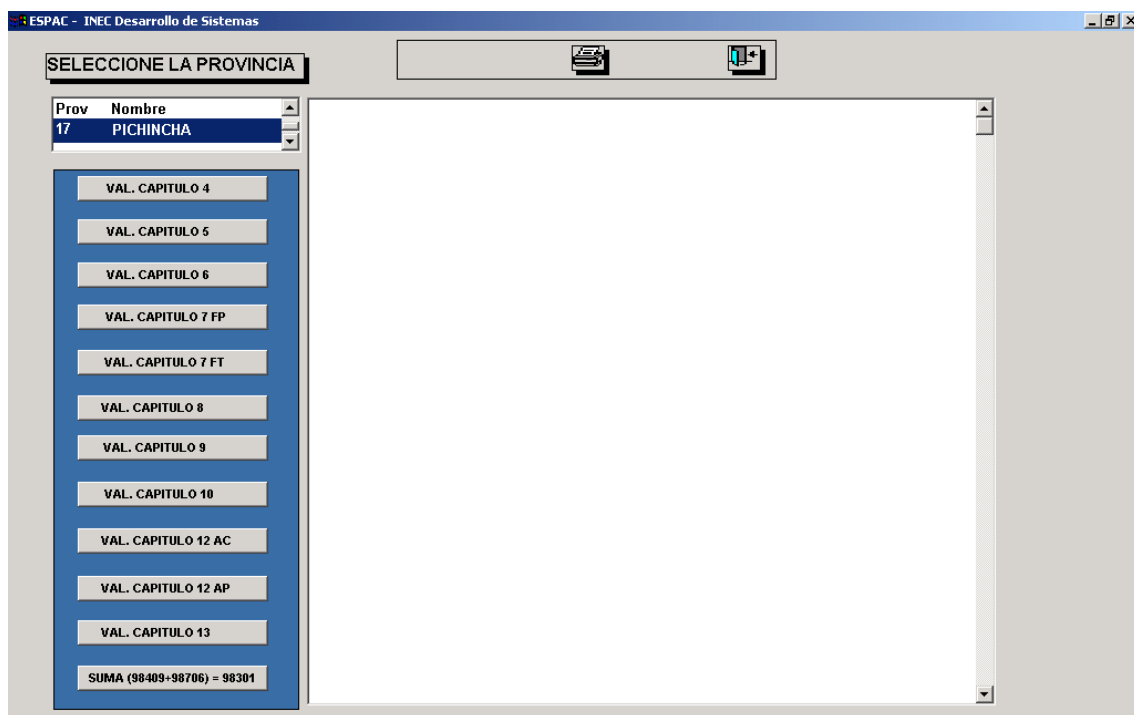 ESPAC - INEC Desarrollo de Sistemas
SELECCIONE LA PROVINCIA
Prov Nombre
17 PICHINCHA
VAL. CAPITULO 4
VAL. CAPITULO 5
VAL. CAPITULO 6
VAL. CAPITULO 7 FP
VAL. CAPITULO 7 FT
VAL. CAPITULO 8
VAL. CAPITULO 9
VAL. CAPITULO 10
VAL. CAPITULO 12 AC
VAL. CAPITULO 12 AP
VAL. CAPITULO 13
SUMA (98409+98706) = 98301